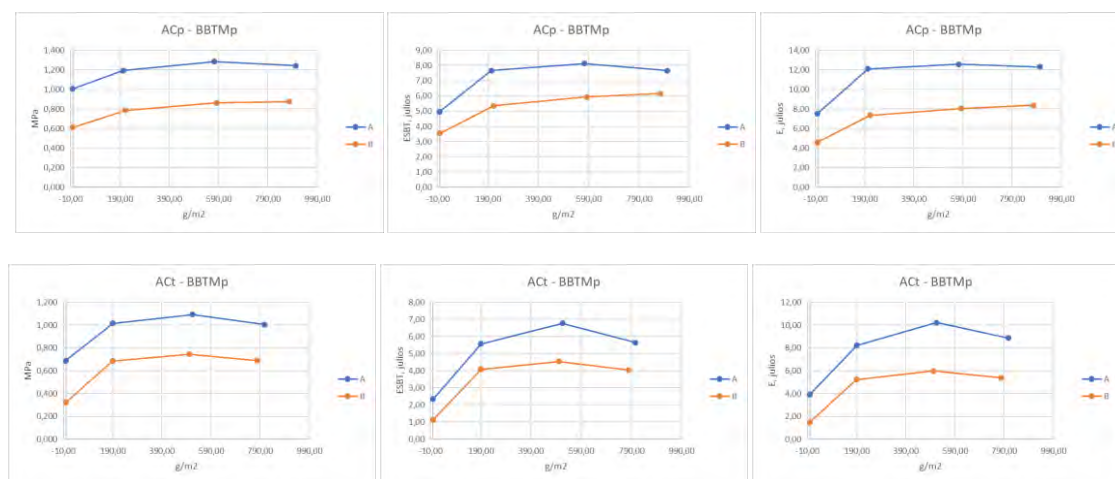 ACp - BBTMp
1,400
1,200
1,000
0,800
0,600
0,400
0,200
0,000
MPa
-10,00 190,00 390,00 590,00 790,00 990,00
g/m2
A
B
ACp - BBTMp
9,00
8,00
7,00
6,00
5,00
4,00
3,00
2,00
1,00
0,00
ESBT, julios
-10,00 190,00 390,00 590,00 790,00 990,00
g/m2
A
B
ACp - BBTMp
14,00
12,00
10,00
8,00
6,00
4,00
2,00
0,00
E, julios
-10,00 190,00 390,00 590,00 790,00 990,00
g/m2
A
B
ACt - BBTMp
1,200
1,000
0,800
0,600
0,400
0,200
0,000
MPa
-10,00 190,00 390,00 590,00 790,00 990,00
g/m2
A
B
ACt - BBTMp
8,00
7,00
6,00
5,00
4,00
3,00
2,00
1,00
0,00
ESBT, julios
-10,00 190,00 390,00 590,00 790,00 990,00
g/m2
A
B
ACt - BBTMp
12,00
10,00
8,00
6,00
4,00
2,00
0,00
E, julios
-10,00 190,00 390,00 590,00 790,00 990,00
g/m2
A
B